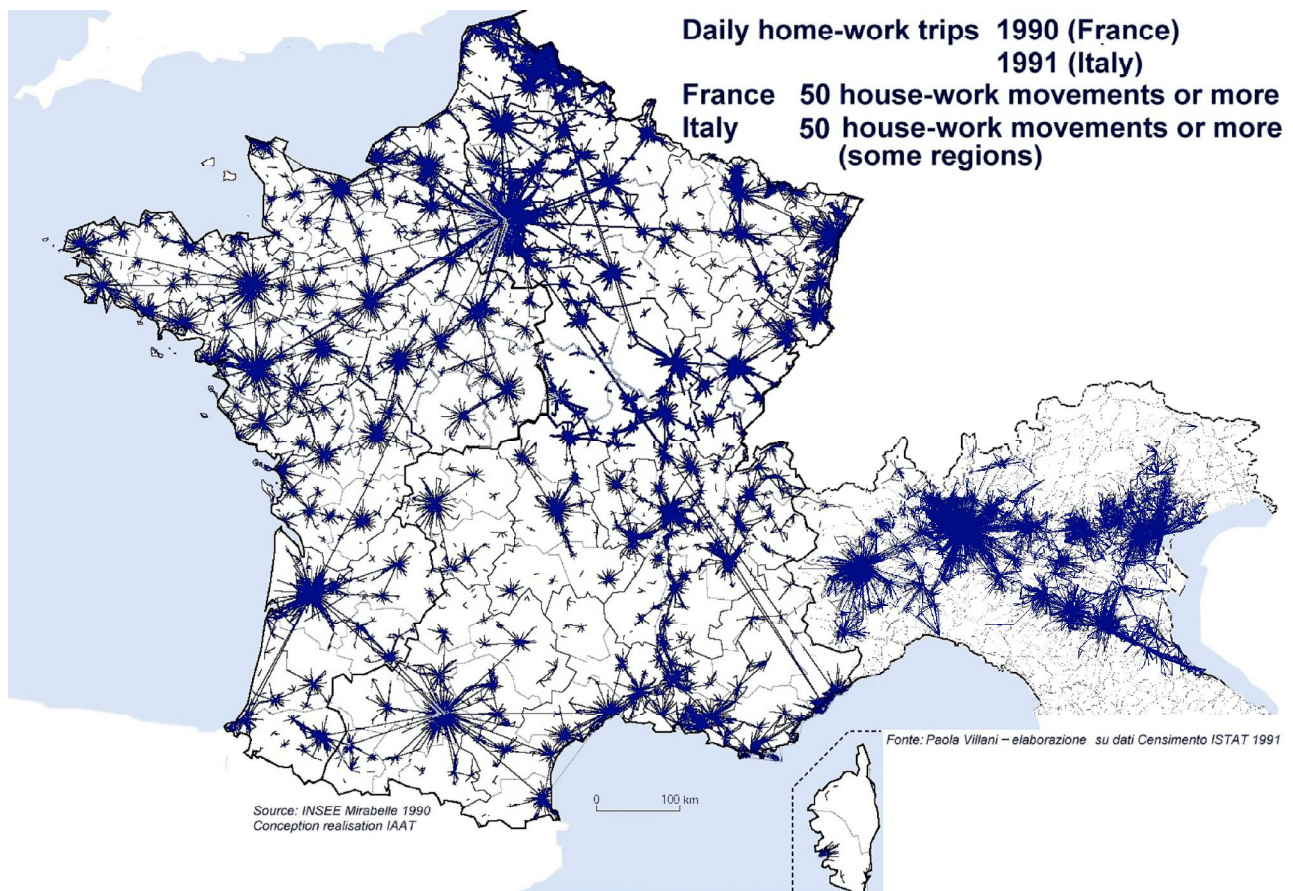 Daily home-work trips 1990 (France)
1991 (Italy)
France 50 house-work movements or more
Italy 50 house-work movements or more
(some regions)
Fonte: Paola Villani – elaborazione su dati Censimento ISTAT 1991
0 100 km
Source: INSEE Mirabelle 1990
Conception realisation IAAT